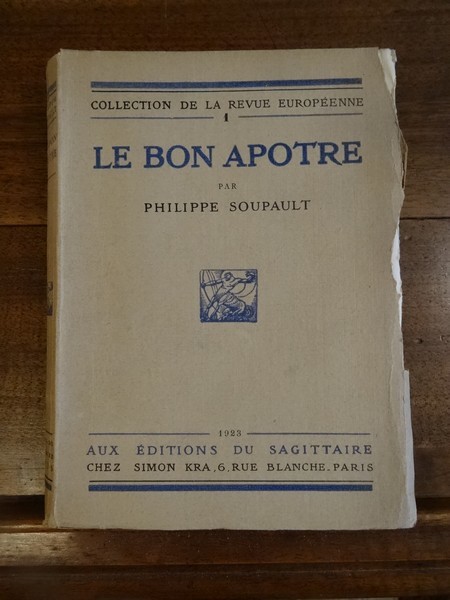 COLLECTION DE LA REVUE EUROPÉENNE
1
LE BON APOTRE
PAR
PHILIPPE SOUPAULT
1923
AUX ÉDITIONS DU SAGITTAIRE
CHEZ SIMON KRA, 6, RUE BLANCHE, PARIS